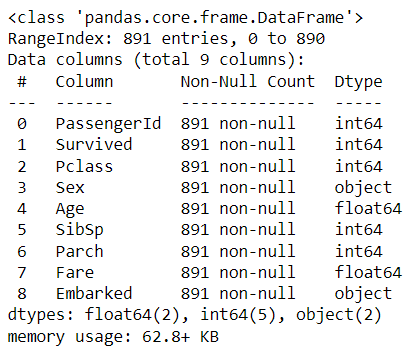 <class 'pandas.core.frame.DataFrame'>
RangeIndex: 891 entries, 0 to 890
Data columns (total 9 columns):
 #   Column       Non-Null Count  Dtype
---  ------       --------------  -----
 0   PassengerId  891 non-null    int64
 1   Survived     891 non-null    int64
 2   Pclass       891 non-null    int64
 3   Sex          891 non-null    object
 4   Age          891 non-null    float64
 5   SibSp        891 non-null    int64
 6   Parch        891 non-null    int64
 7   Fare         891 non-null    float64
 8   Embarked     891 non-null    object
dtypes: float64(2), int64(5), object(2)
memory usage: 62.8+ KB